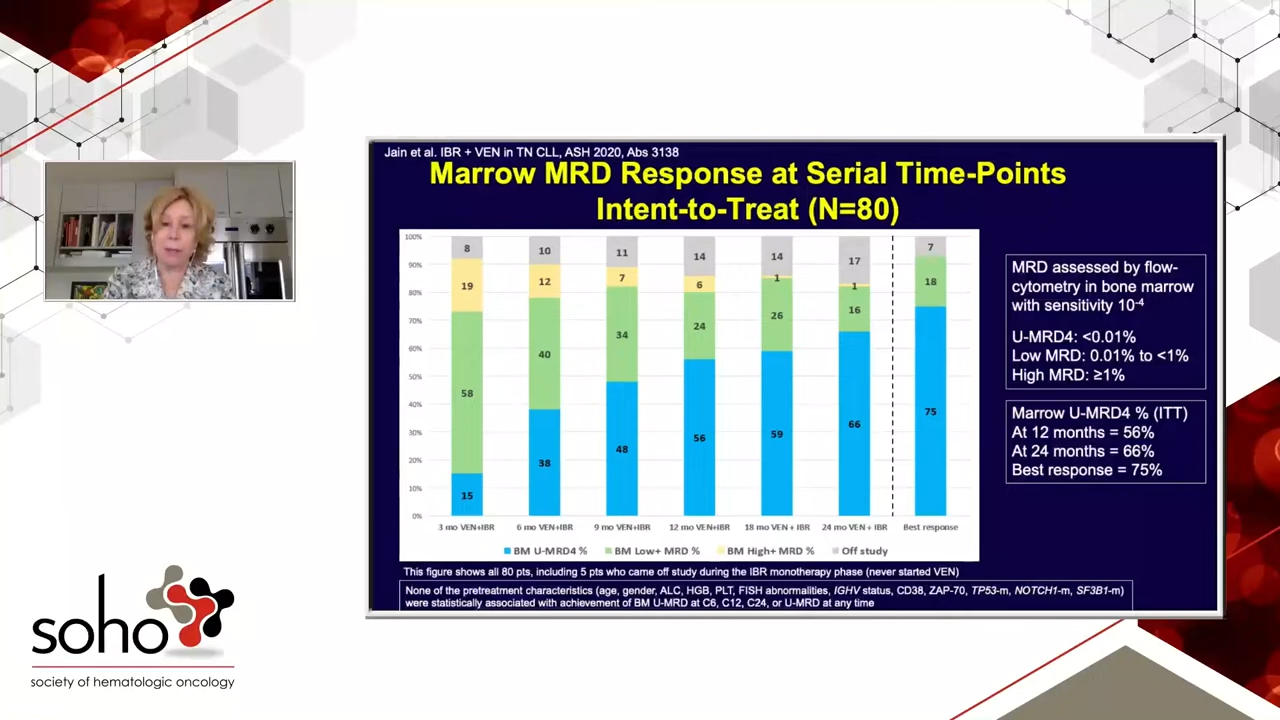 Jain et al. IBR + VEN in TN CLL, ASH 2020, Abs 3138
Marrow MRD Response at Serial Time-Points
Intent-to-Treat (N=80)
100%
90%
80%
70%
60%
50%
40%
30%
20%
10%
0%
8
19
58
15
10
12
40
38
11
7
34
48
14
6
24
56
14
1
26
59
17
1
16
66
7
18
75
3 mo VEN+IBR
6 mo VEN+IBR
9 mo VEN+IBR
12 mo VEN+IBR
18 mo VEN + IBR
24 mo VEN + IBR
Best response
BM U-MRD4 %
BM Low+ MRD %
BM High+ MRD %
Off study
MRD assessed by flow-
cytometry in bone marrow
with sensitivity 10⁻⁴
U-MRD4: <0.01%
Low MRD: 0.01% to <1%
High MRD: ≥1%
Marrow U-MRD4 % (ITT)
At 12 months = 56%
At 24 months = 66%
Best response = 75%
This figure shows all 80 pts, including 5 pts who came off study during the IBR monotherapy phase (never started VEN)
None of the pretreatment characteristics (age, gender, ALC, HGB, PLT, FISH abnormalities, IGHV status, CD38, ZAP-70, TP53-m, NOTCH1-m, SF3B1-m)
were statistically associated with achievement of BM U-MRD at C6, C12, C24, or U-MRD at any time
soho
society of hematologic oncology